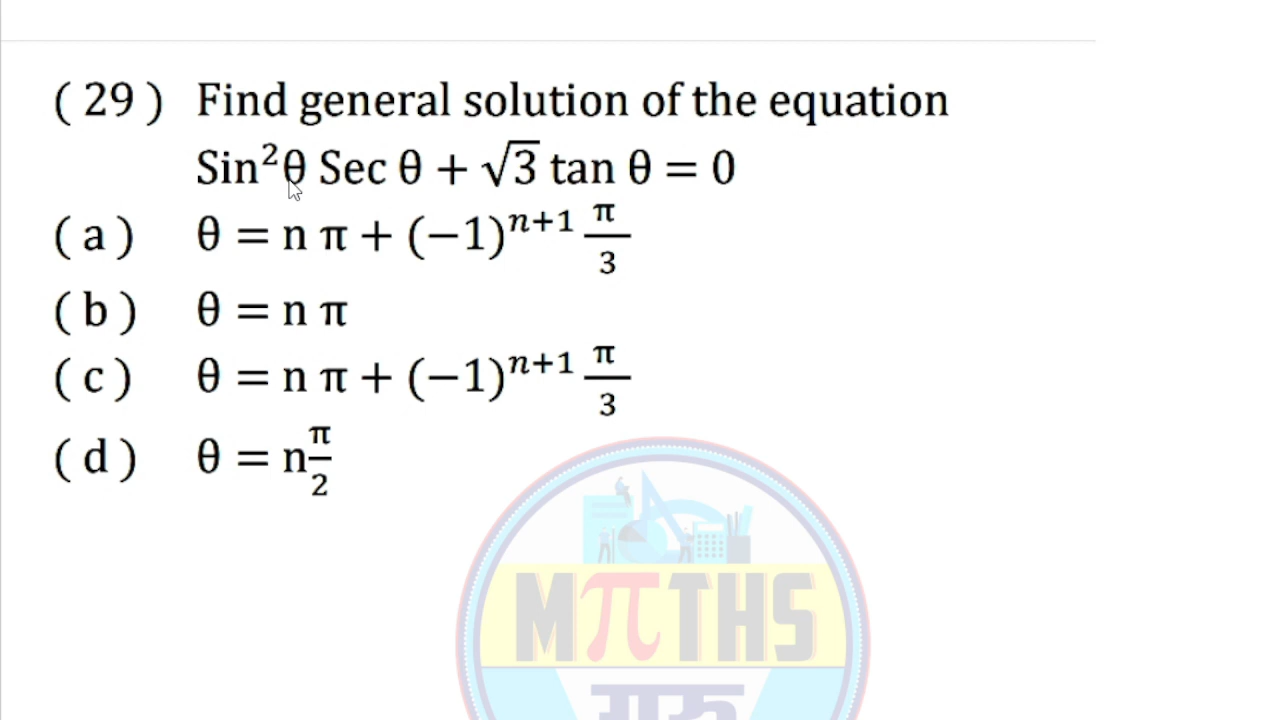 ( 29 ) Find general solution of the equation
Sin²θ Sec θ + √3 tan θ = 0
( a ) θ = n π + (−1)ⁿ⁺¹ π/3
( b ) θ = n π
( c ) θ = n π + (−1)ⁿ⁺¹ π/3
( d ) θ = n π/2
MπTHS